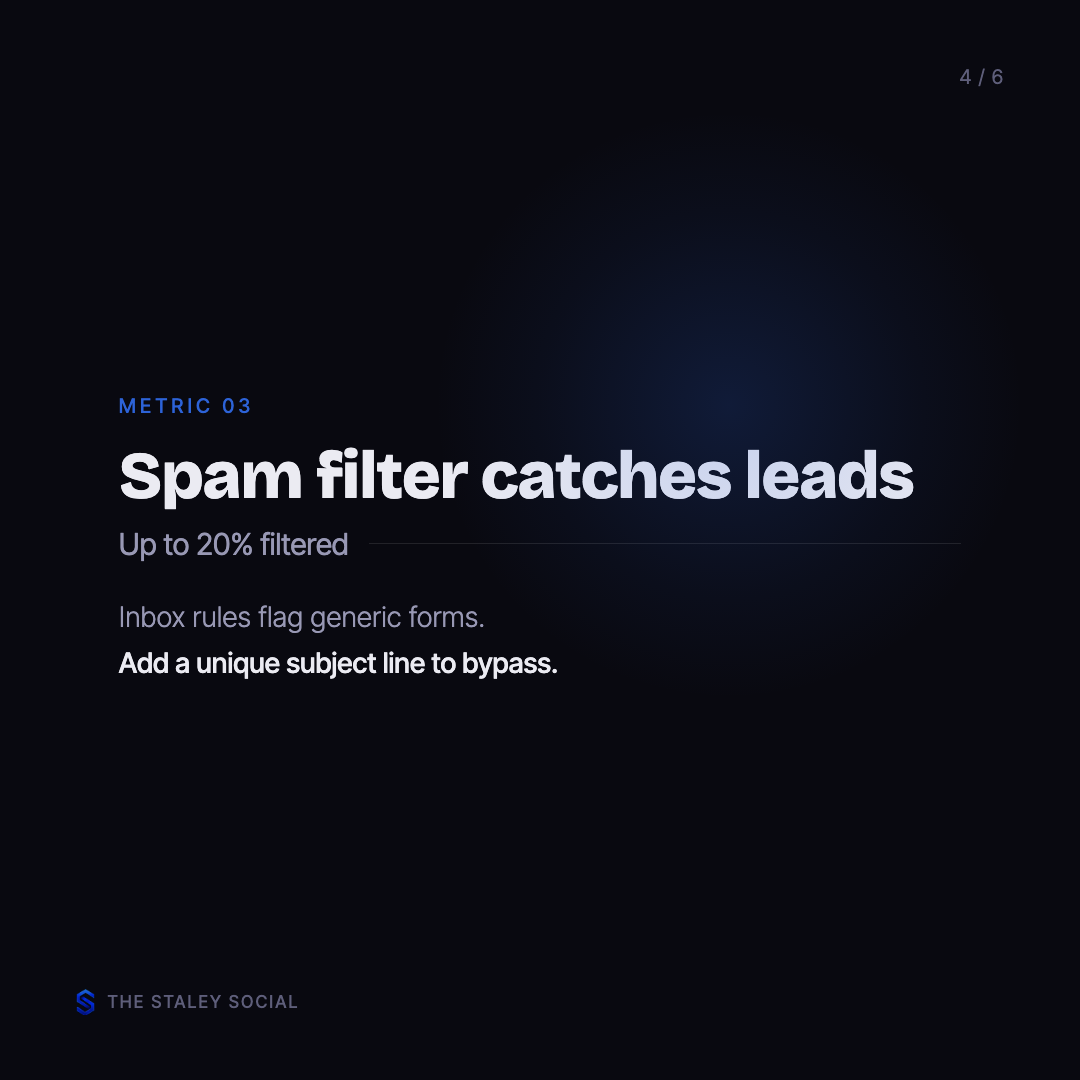 4 / 6
METRIC 03
Spam filter catches leads
Up to 20% filtered
Inbox rules flag generic forms.
Add a unique subject line to bypass.
THE STALEY SOCIAL